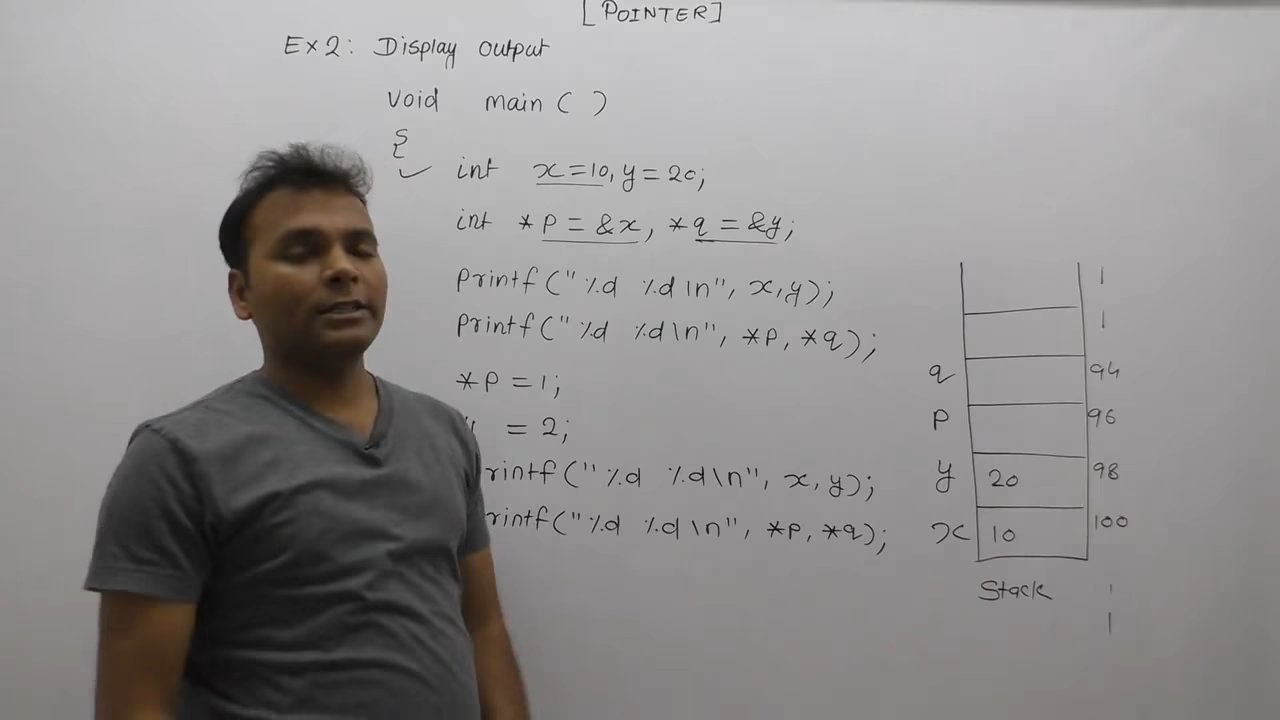 [POINTER]
Ex2: Display output
void main( )
{
int x=10, y=20;
int *p = &x, *q = &y;
printf("%d %d\n", x,y);
printf("%d %d\n", *p, *q);
*p = 1;
= 2;
rintf("%d %d\n", x, y);
rintf("%d %d\n", *p, *q);
q 94
p 96
y 20 98
x 10 100
Stack